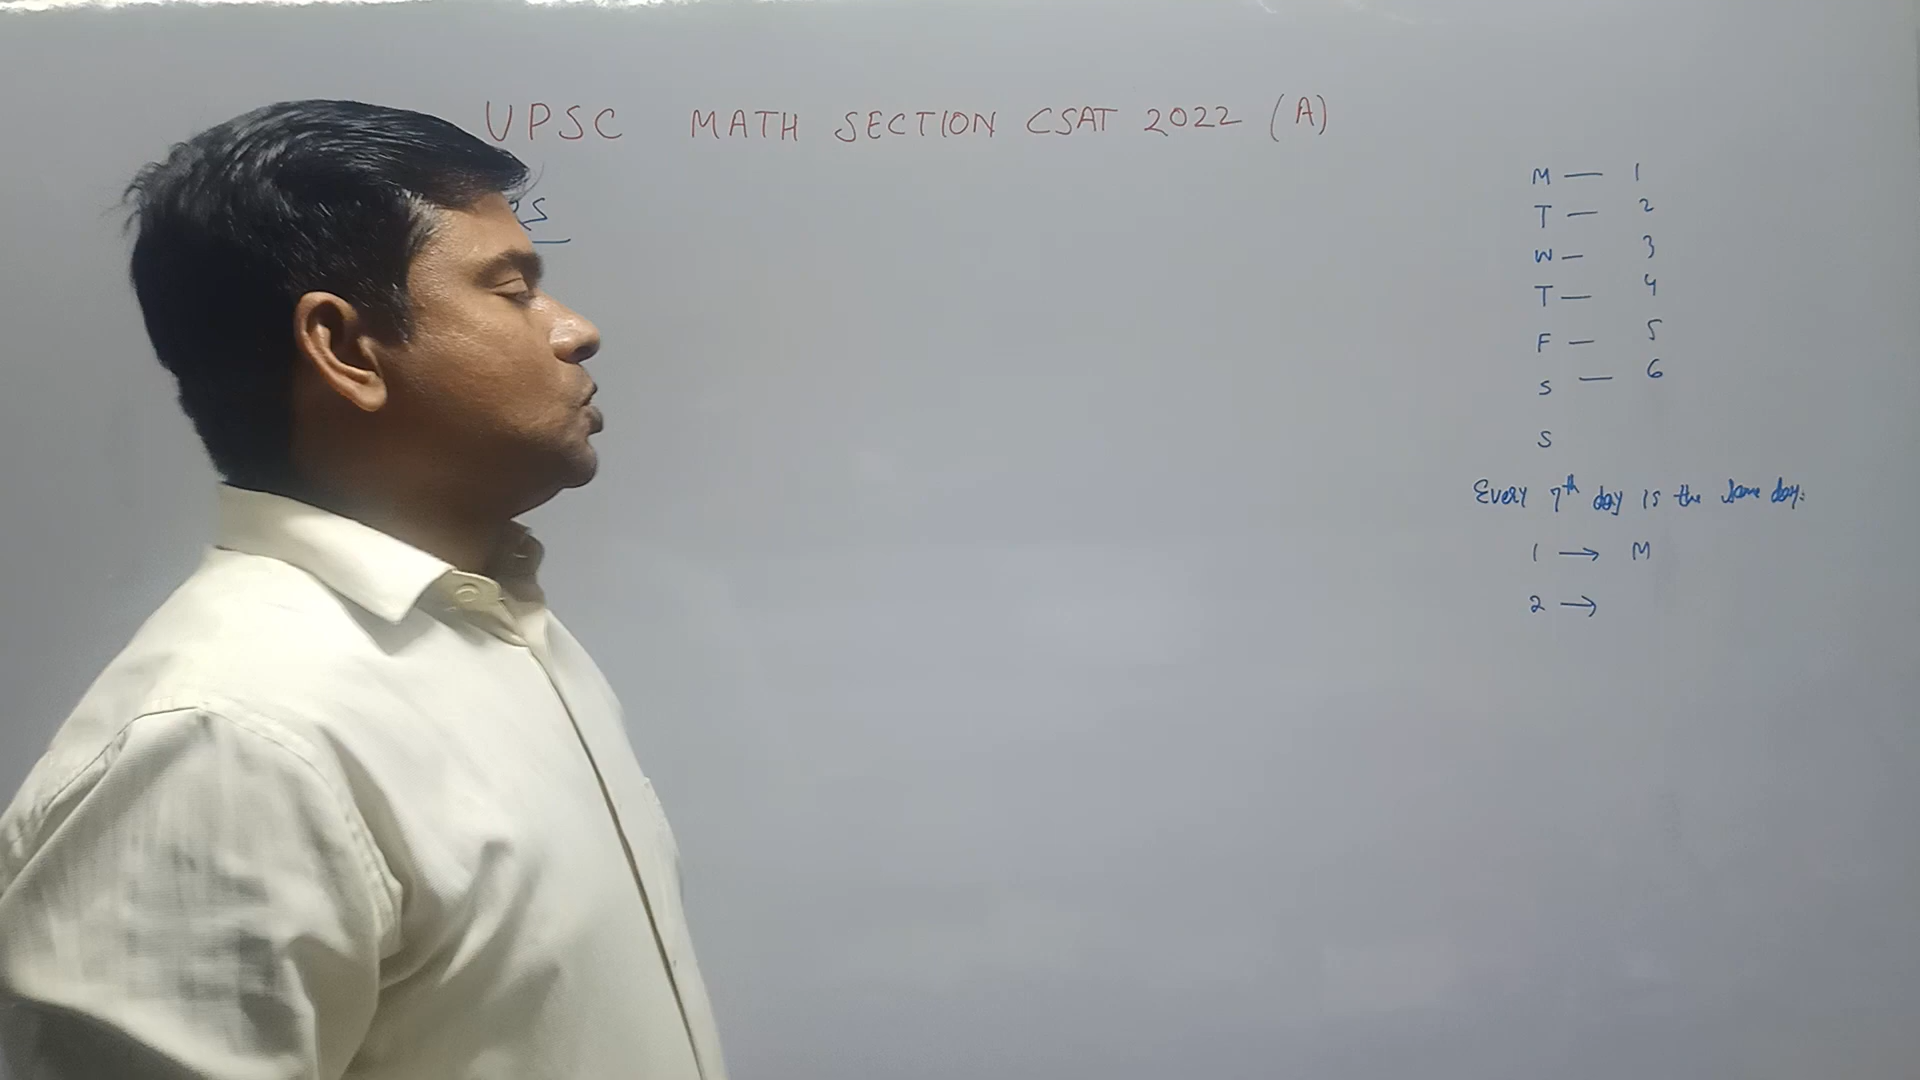 UPSC MATH SECTION CSAT 2022 (A)
M — 1
T — 2
W — 3
T — 4
F — 5
S — 6
S
Every 7th day is the same day.
1 → M
2 →